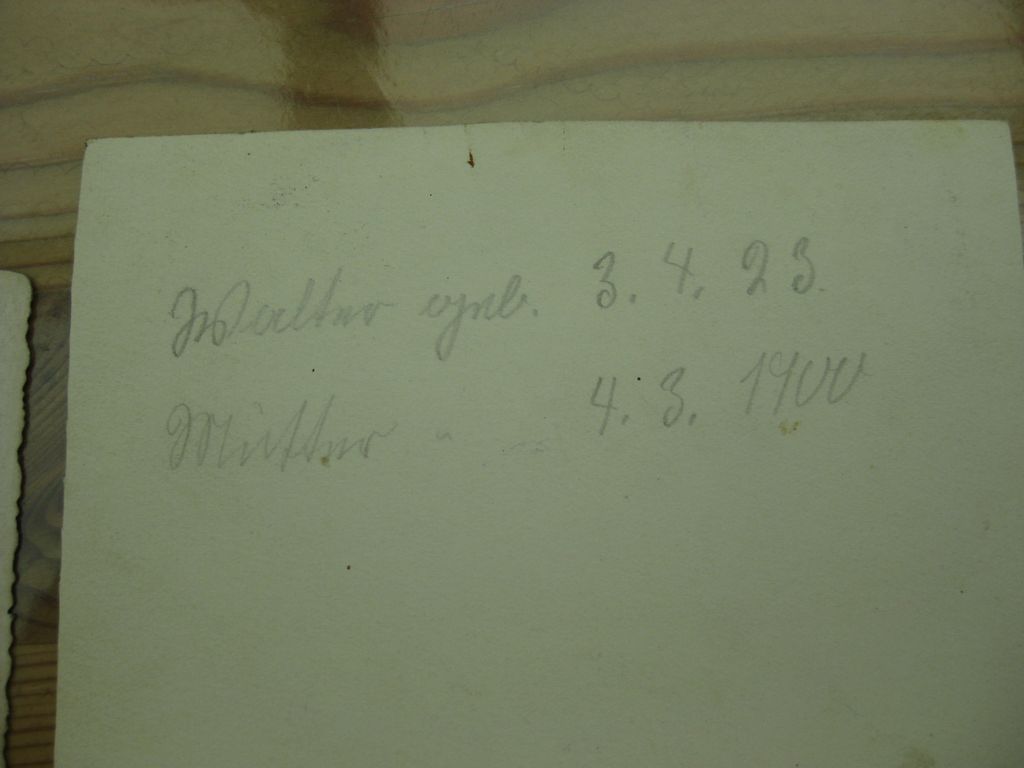 Walter geb. 3. 4. 23.
Mutter " 4. 3. 1900